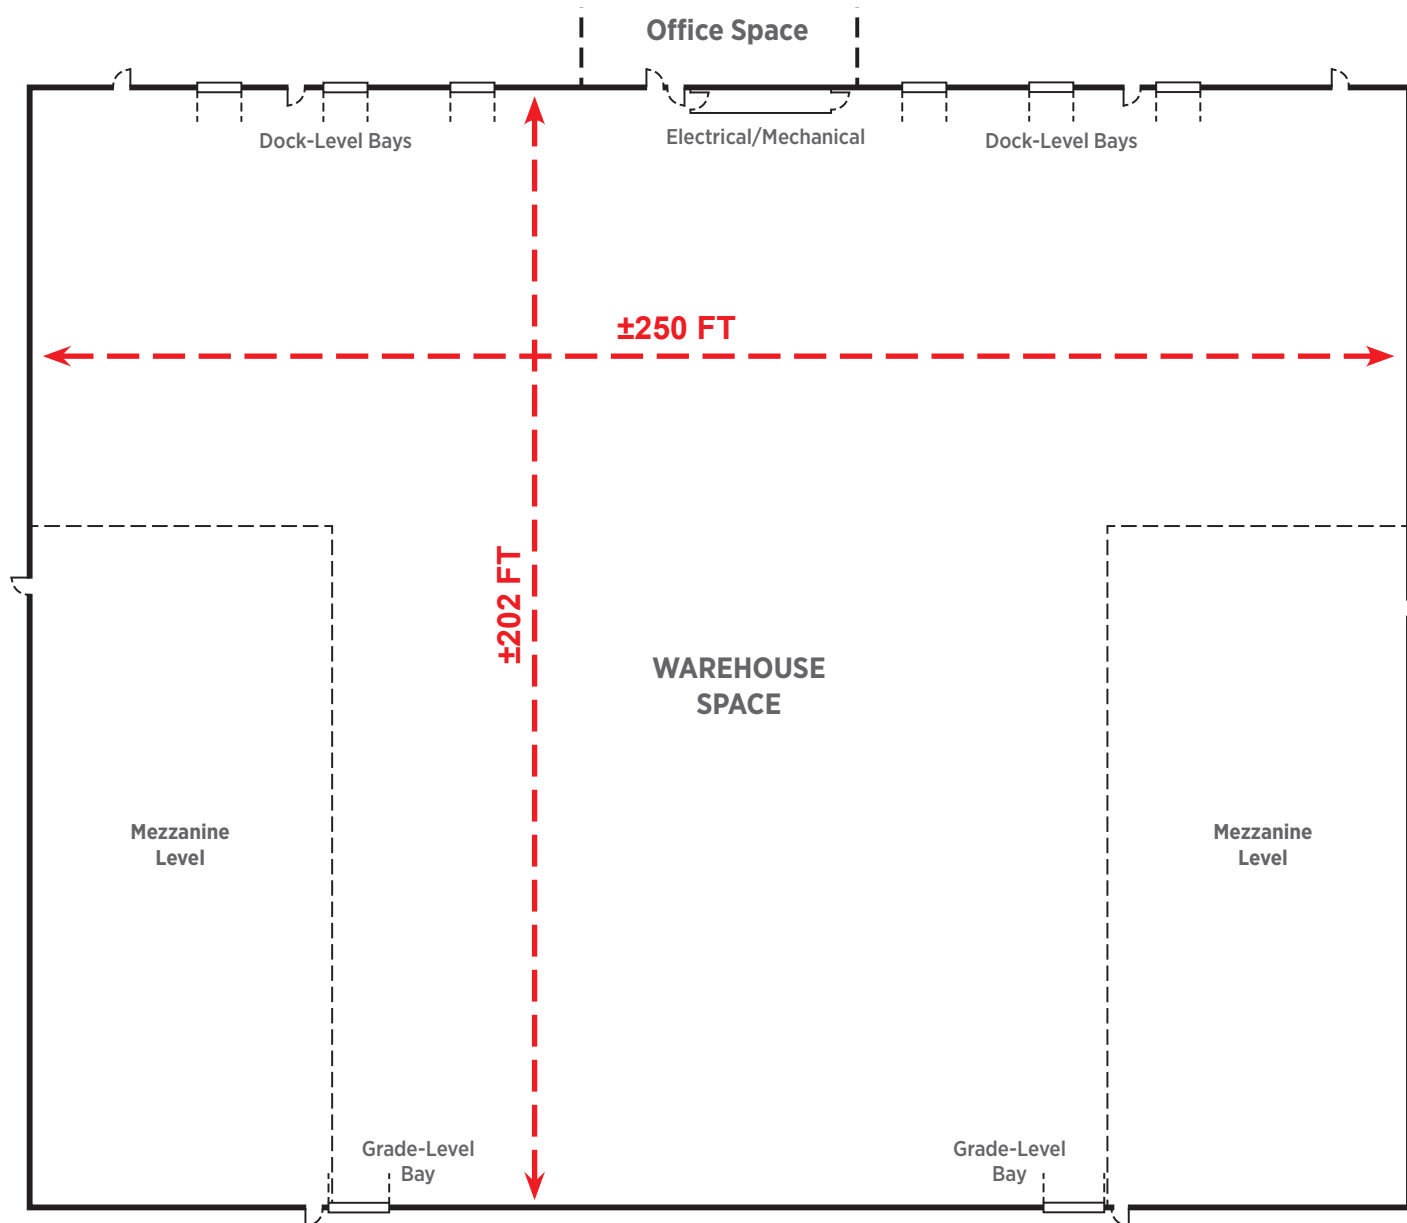 Office Space
Dock-Level Bays
Electrical/Mechanical
Dock-Level Bays
±250 FT
±202 FT
WAREHOUSE
SPACE
Mezzanine
Level
Mezzanine
Level
Grade-Level
Bay
Grade-Level
Bay